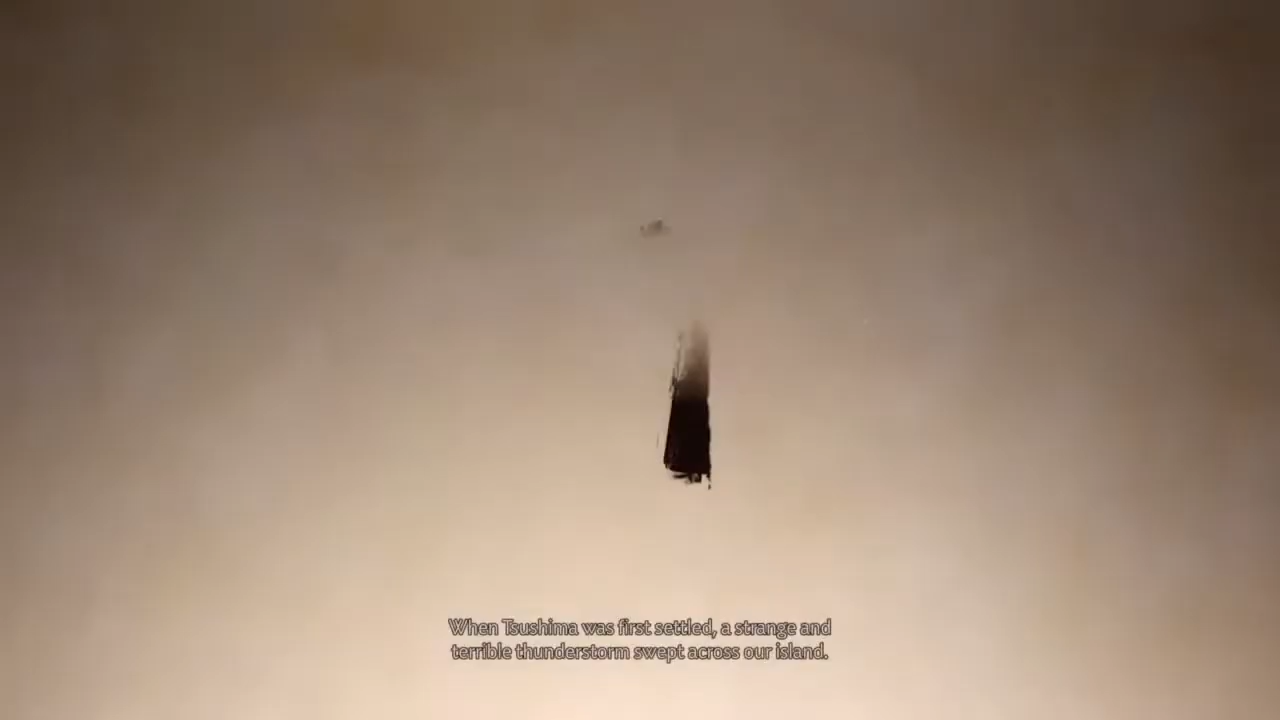 When Tsushima was first settled, a strange and
terrible thunderstorm swept across our island.